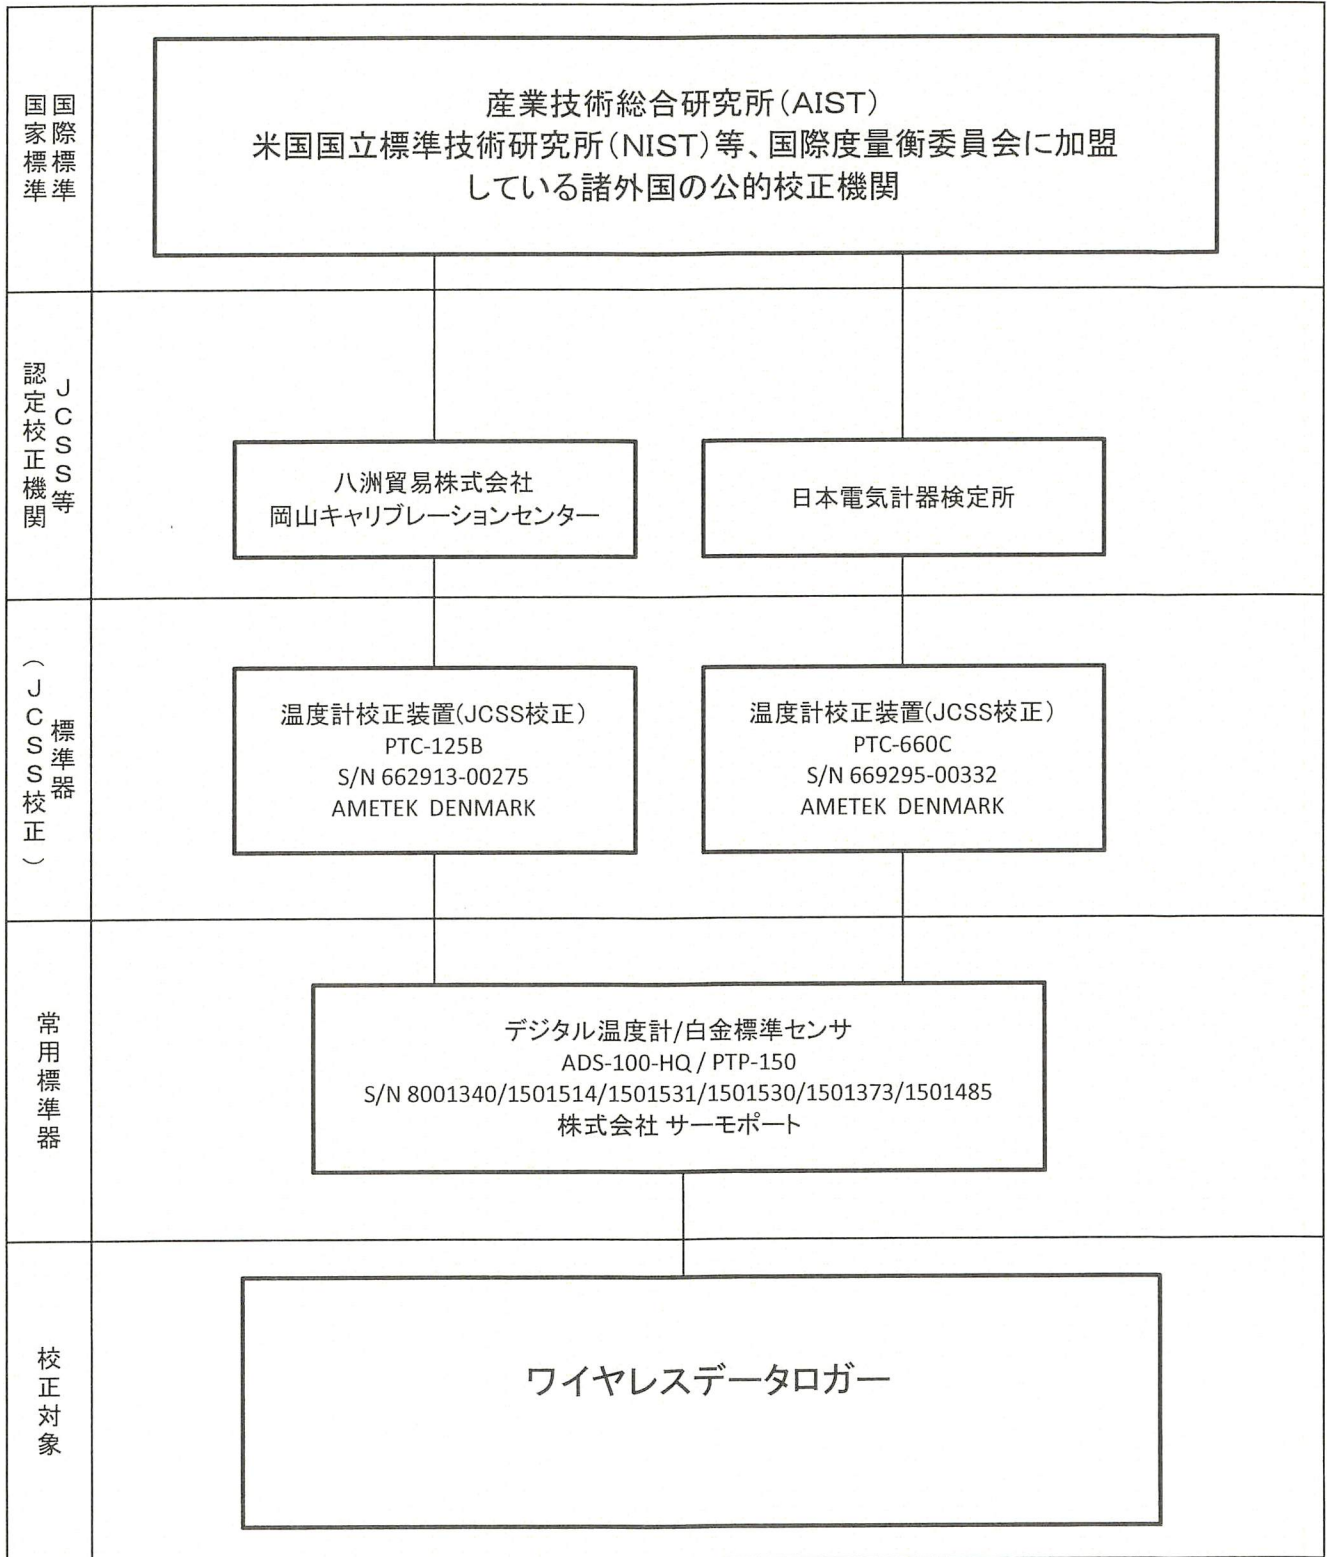 国際標準
国家標準
産業技術総合研究所(AIST)
米国国立標準技術研究所(NIST)等、国際度量衡委員会に加盟
している諸外国の公的校正機関
JCSS等
認定校正機関
八洲貿易株式会社
岡山キャリブレーションセンター
日本電気計器検定所
標準器
(JCSS校正)
温度計校正装置(JCSS校正)
PTC-125B
S/N 662913-00275
AMETEK DENMARK
温度計校正装置(JCSS校正)
PTC-660C
S/N 669295-00332
AMETEK DENMARK
常用標準器
デジタル温度計/白金標準センサ
ADS-100-HQ / PTP-150
S/N 8001340/1501514/1501531/1501530/1501373/1501485
株式会社 サーモポート
校正対象
ワイヤレスデータロガー